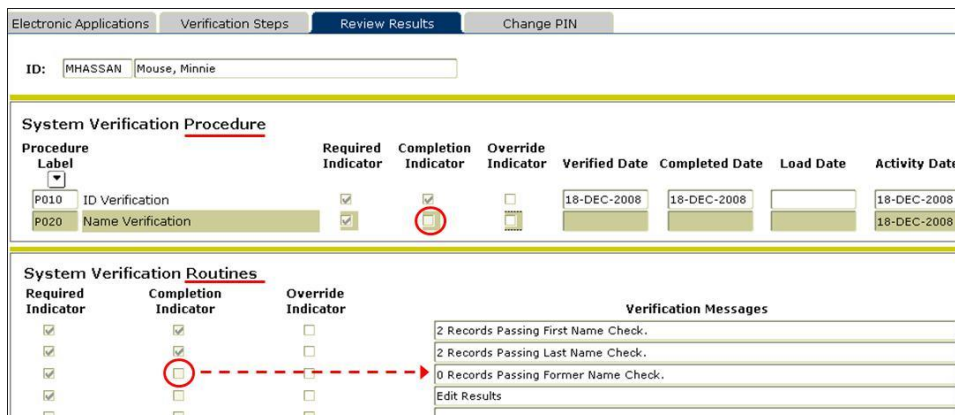 Electronic Applications Verification Steps Review Results Change PIN
ID: MHASSAN Mouse, Minnie
System Verification Procedure
Procedure Label Required Indicator Completion Indicator Override Indicator Verified Date Completed Date Load Date Activity Date
P010 ID Verification 18-DEC-2008 18-DEC-2008 18-DEC-2008
P020 Name Verification 18-DEC-2008
System Verification Routines
Required Indicator Completion Indicator Override Indicator Verification Messages
2 Records Passing First Name Check.
2 Records Passing Last Name Check.
0 Records Passing Former Name Check.
Edit Results